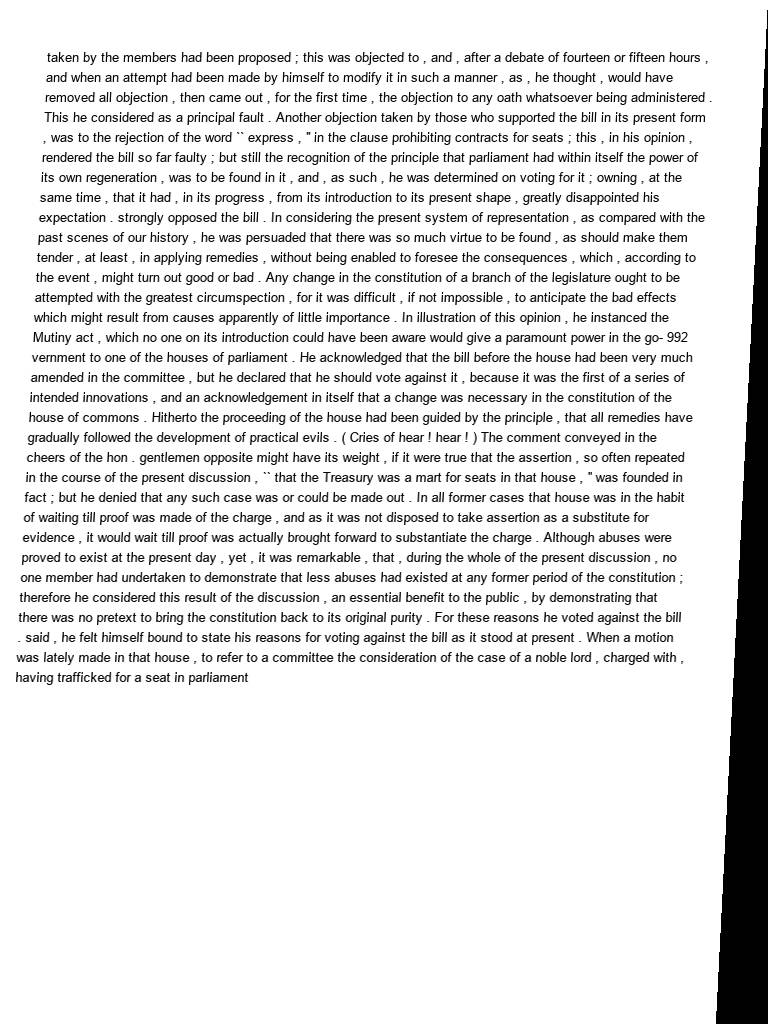 taken by the members had been proposed ; this was objected to , and , after a debate of fourteen or fifteen hours ,
and when an attempt had been made by himself to modify it in such a manner , as , he thought , would have
removed all objection , then came out , for the first time , the objection to any oath whatsoever being administered .
This he considered as a principal fault . Another objection taken by those who supported the bill in its present form
, was to the rejection of the word `` express , " in the clause prohibiting contracts for seats ; this , in his opinion ,
rendered the bill so far faulty ; but still the recognition of the principle that parliament had within itself the power of
its own regeneration , was to be found in it , and , as such , he was determined on voting for it ; owning , at the
same time , that it had , in its progress , from its introduction to its present shape , greatly disappointed his
expectation . strongly opposed the bill . In considering the present system of representation , as compared with the
past scenes of our history , he was persuaded that there was so much virtue to be found , as should make them
tender , at least , in applying remedies , without being enabled to foresee the consequences , which , according to
the event , might turn out good or bad . Any change in the constitution of a branch of the legislature ought to be
attempted with the greatest circumspection , for it was difficult , if not impossible , to anticipate the bad effects
which might result from causes apparently of little importance . In illustration of this opinion , he instanced the
Mutiny act , which no one on its introduction could have been aware would give a paramount power in the go- 992
vernment to one of the houses of parliament . He acknowledged that the bill before the house had been very much
amended in the committee , but he declared that he should vote against it , because it was the first of a series of
intended innovations , and an acknowledgement in itself that a change was necessary in the constitution of the
house of commons . Hitherto the proceeding of the house had been guided by the principle , that all remedies have
gradually followed the development of practical evils . ( Cries of hear ! hear ! ) The comment conveyed in the
cheers of the hon . gentlemen opposite might have its weight , if it were true that the assertion , so often repeated
in the course of the present discussion , `` that the Treasury was a mart for seats in that house , " was founded in
fact ; but he denied that any such case was or could be made out . In all former cases that house was in the habit
of waiting till proof was made of the charge , and as it was not disposed to take assertion as a substitute for
evidence , it would wait till proof was actually brought forward to substantiate the charge . Although abuses were
proved to exist at the present day , yet , it was remarkable , that , during the whole of the present discussion , no
one member had undertaken to demonstrate that less abuses had existed at any former period of the constitution ;
therefore he considered this result of the discussion , an essential benefit to the public , by demonstrating that
there was no pretext to bring the constitution back to its original purity . For these reasons he voted against the bill
. said , he felt himself bound to state his reasons for voting against the bill as it stood at present . When a motion
was lately made in that house , to refer to a committee the consideration of the case of a noble lord , charged with ,
having trafficked for a seat in parliament